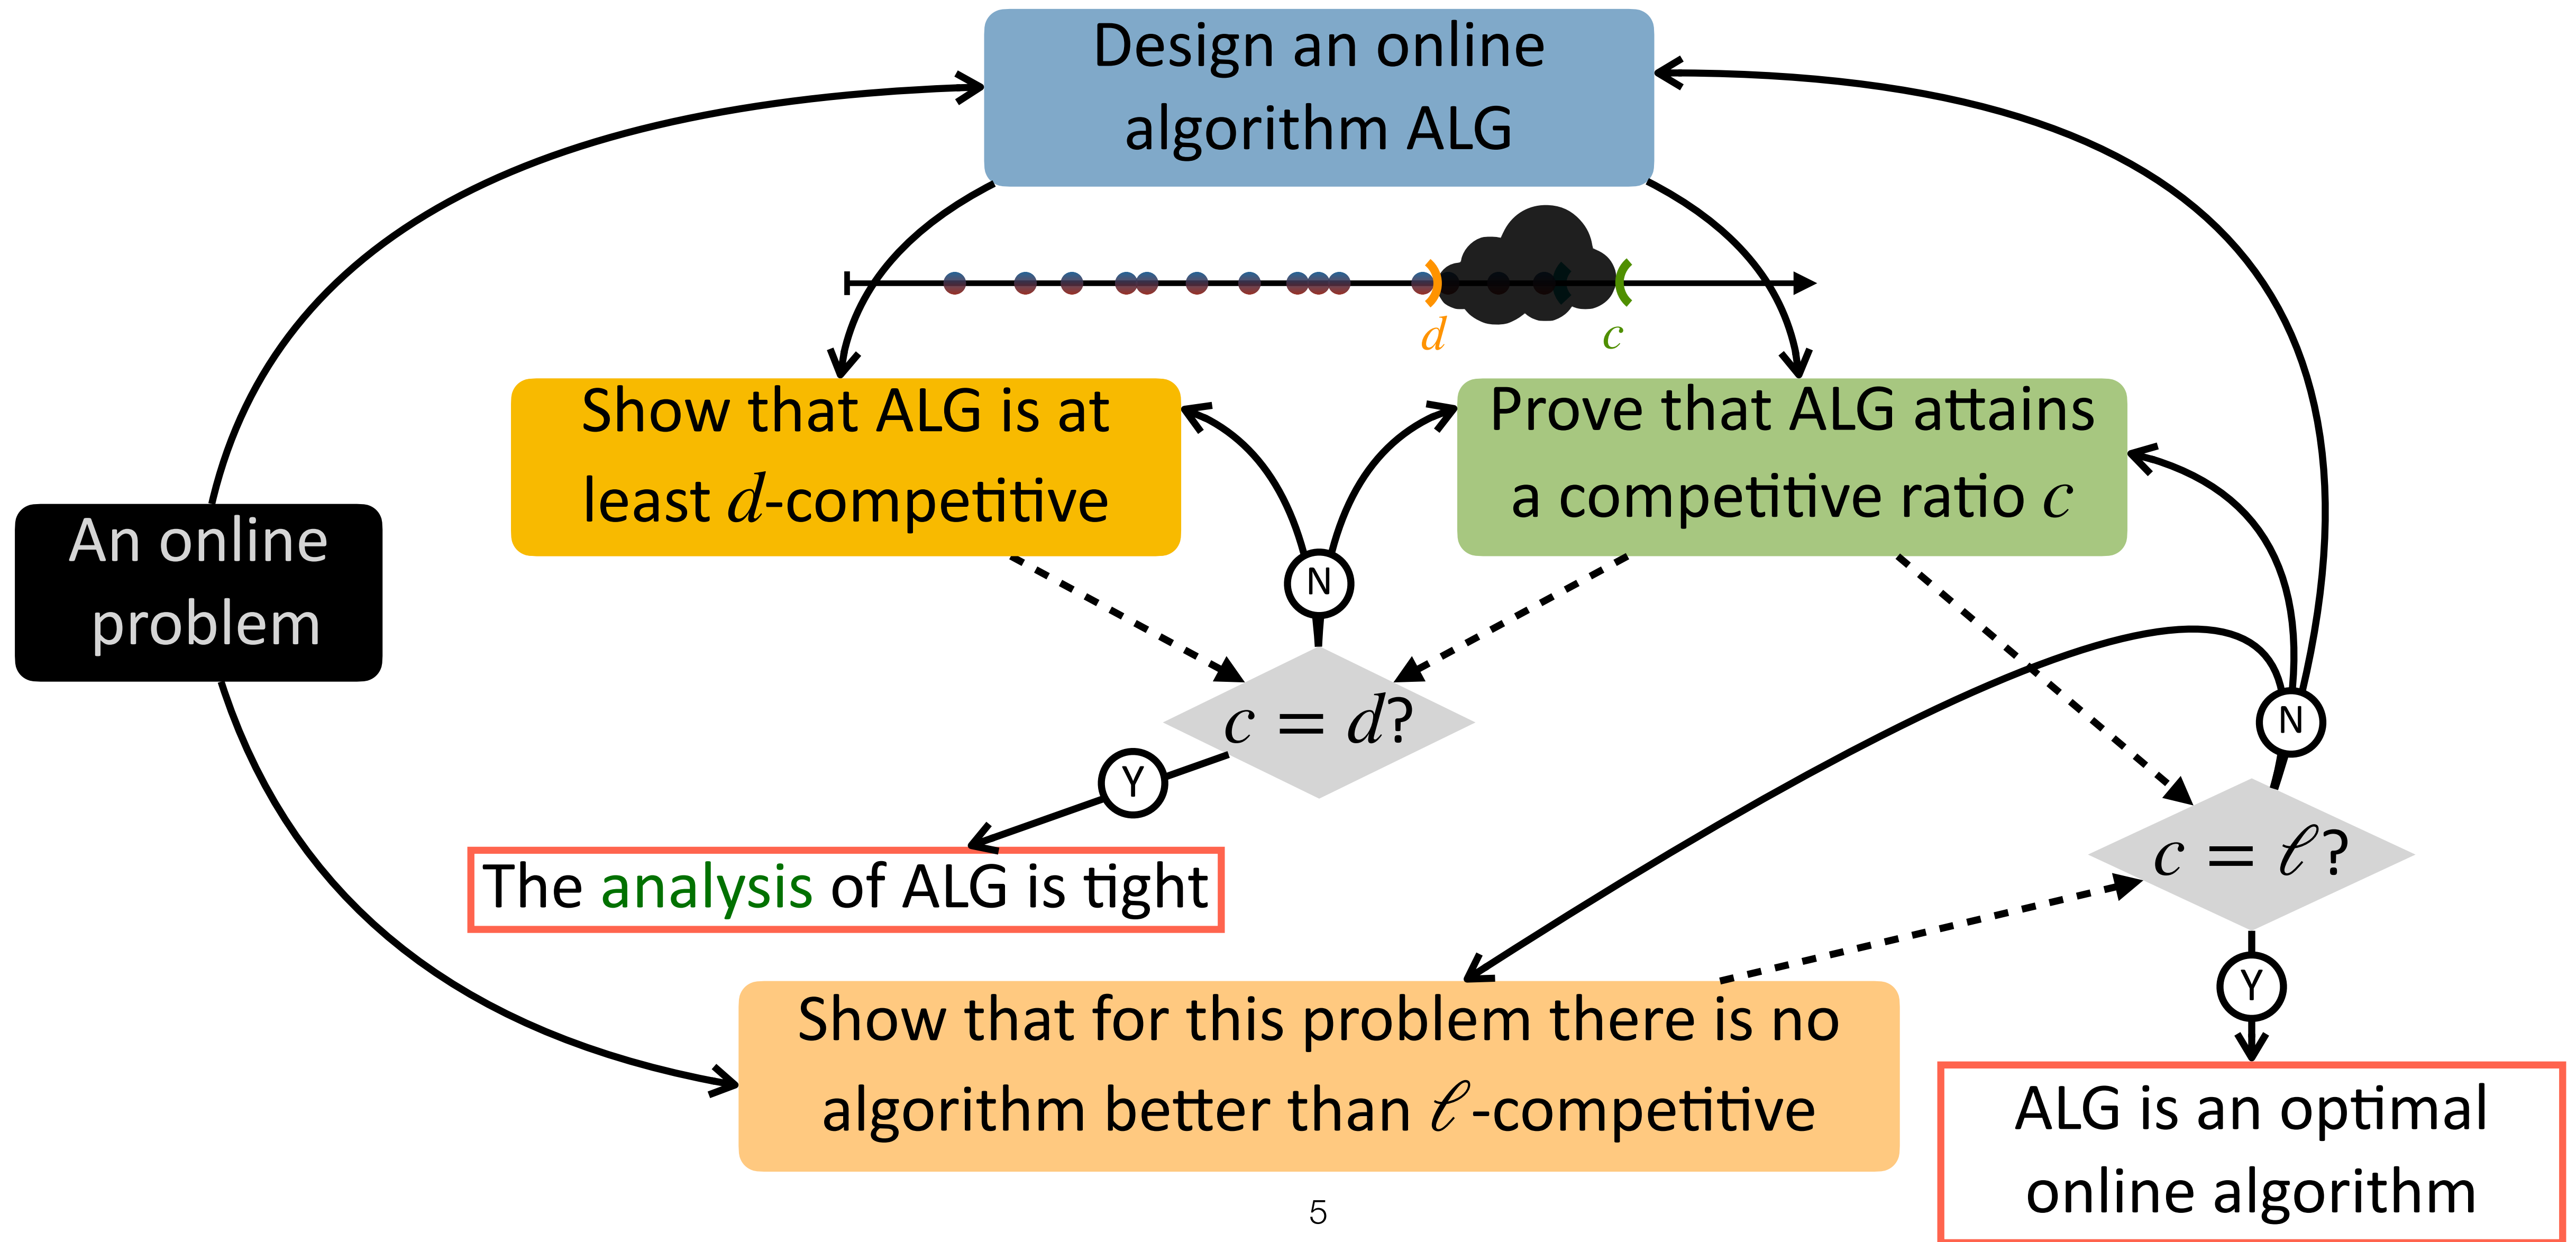 Design an online
algorithm ALG
d
c
Show that ALG is at
least d-competitive
Prove that ALG attains
a competitive ratio c
An online
problem
N
c = d?
N
Y
c = ℓ?
The analysis of ALG is tight
Y
Show that for this problem there is no
algorithm better than ℓ-competitive
ALG is an optimal
online algorithm
5